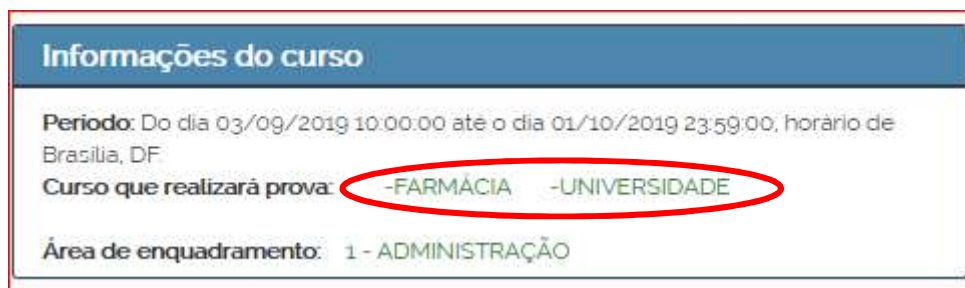 Informações do curso
Período: Do dia 03/09/2019 10:00:00 até o dia 01/10/2019 23:59:00, horário de
Brasília, DF.
Curso que realizará prova: -FARMÁCIA -UNIVERSIDADE
Área de enquadramento: 1 - ADMINISTRAÇÃO